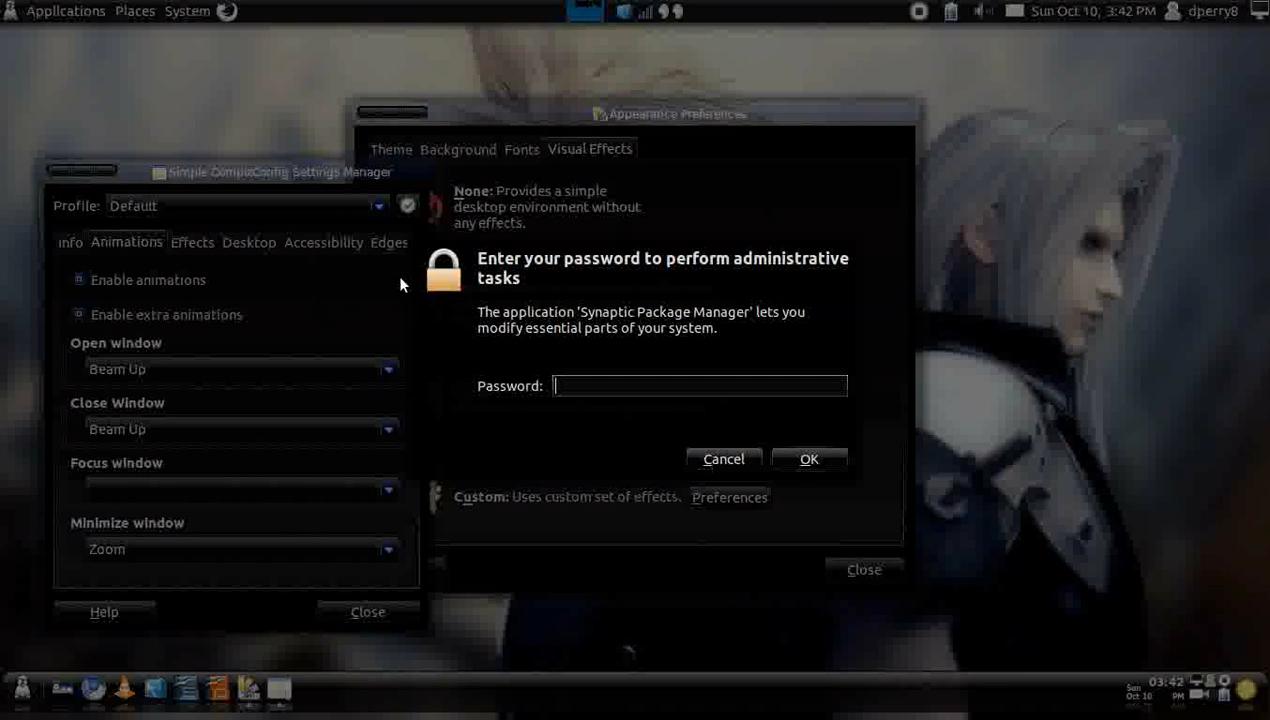 Applications Places System
Sun Oct 10, 3:42 PM dperry8
Appearance Preferences
Theme Background Fonts Visual Effects
None: Provides a simple
desktop environment without
any effects.
Simple CompizConfig Settings Manager
Profile: Default
Info Animations Effects Desktop Accessibility Edges
Enable animations
Enable extra animations
Open window
Beam Up
Close Window
Beam Up
Focus window
Minimize window
Zoom
Help Close
Enter your password to perform administrative
tasks
The application 'Synaptic Package Manager' lets you
modify essential parts of your system.
Password:
Cancel OK
Custom: Uses custom set of effects. Preferences
Close
03:42
Sun
Oct 10 PM